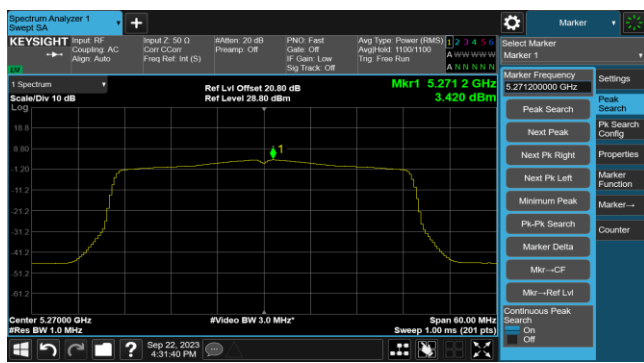 Spectrum Analyzer 1
Swept SA
Marker
KEYSIGHT
Input: RF
Coupling: AC
Align: Auto
Input Z: 50 Ω
Corr CCorr
Freq Ref: Int (S)
#Atten: 20 dB
Preamp: Off
PNO: Fast
Gate: Off
IF Gain: Low
Sig Track: Off
Avg Type: Power (RMS)
Avg|Hold: 1100/1100
Trig: Free Run
1 2 3 4 5 6
A W W W W W
A N N N N N
Select Marker
Marker 1
1 Spectrum
Scale/Div 10 dB
Log
Ref Lvl Offset 20.80 dB
Ref Level 28.80 dBm
Mkr1 5.271 2 GHz
3.420 dBm
18.8
8.80
-1.20
-11.2
-21.2
-31.2
-41.2
-51.2
-61.2
1
Center 5.27000 GHz
#Res BW 1.0 MHz
#Video BW 3.0 MHz*
Span 60.00 MHz
Sweep 1.00 ms (201 pts)
Marker Frequency
5.271200000 GHz
Peak Search
Next Peak
Next Pk Right
Next Pk Left
Minimum Peak
Pk-Pk Search
Marker Delta
Mkr→CF
Mkr→Ref Lvl
Continuous Peak
Search
On
Off
Settings
Peak
Search
Pk Search
Config
Properties
Marker
Function
Marker→
Counter
Sep 22, 2023
4:31:40 PM